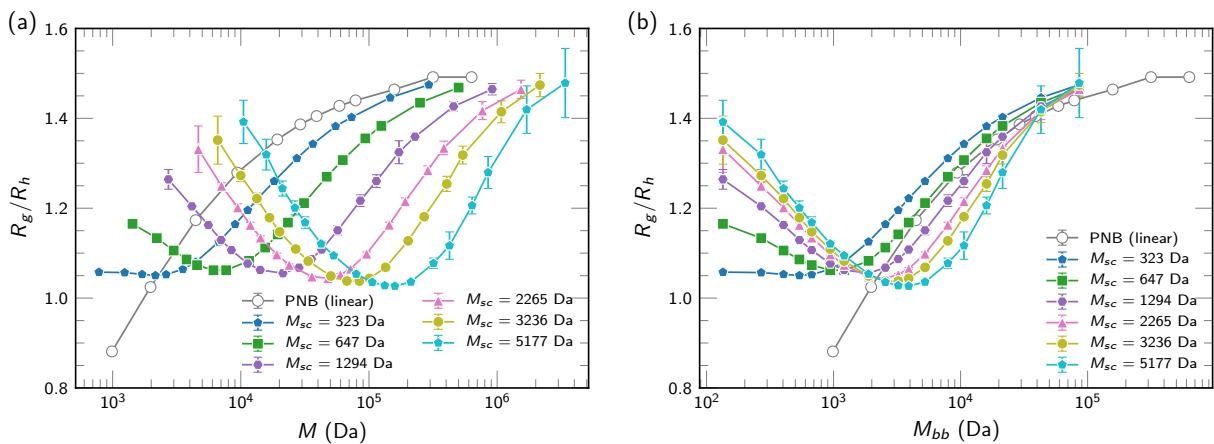 (a)
1.6
1.4
1.2
1.0
0.8
R_g/R_h
10^3
10^4
10^5
10^6
M (Da)
PNB (linear)
M_sc = 323 Da
M_sc = 647 Da
M_sc = 1294 Da
M_sc = 2265 Da
M_sc = 3236 Da
M_sc = 5177 Da
(b)
1.6
1.4
1.2
1.0
0.8
R_g/R_h
10^2
10^3
10^4
10^5
M_bb (Da)
PNB (linear)
M_sc = 323 Da
M_sc = 647 Da
M_sc = 1294 Da
M_sc = 2265 Da
M_sc = 3236 Da
M_sc = 5177 Da